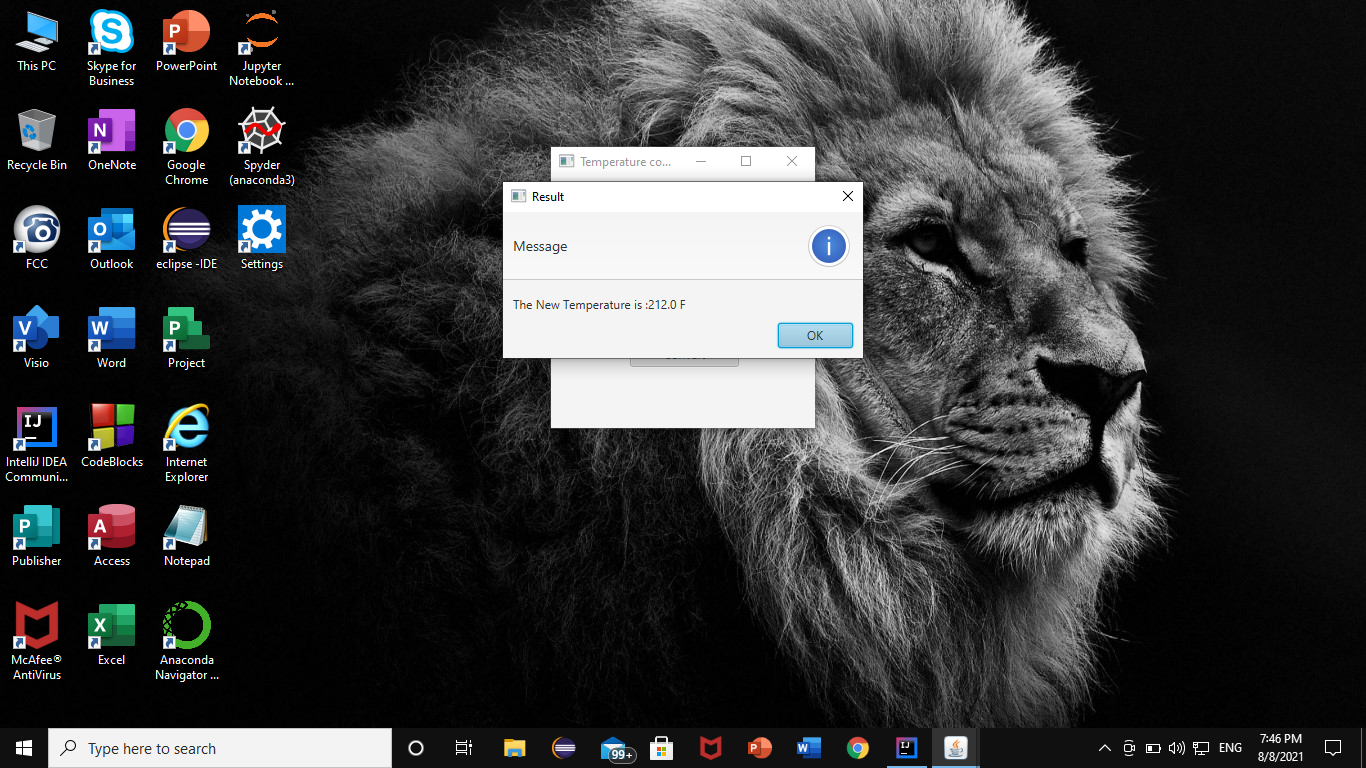 This PC
Skype for
Business
PowerPoint
Jupyter
Notebook ...
Recycle Bin
OneNote
Google
Chrome
Spyder
(anaconda3)
FCC
Outlook
eclipse -IDE
Settings
Visio
Word
Project
IntelliJ IDEA
Communi...
CodeBlocks
Internet
Explorer
Publisher
Access
Notepad
McAfee®
AntiVirus
Excel
Anaconda
Navigator ...
Temperature co...
Result
Message
The New Temperature is :212.0 F
OK
Type here to search
99+
ENG
7:46 PM
8/8/2021